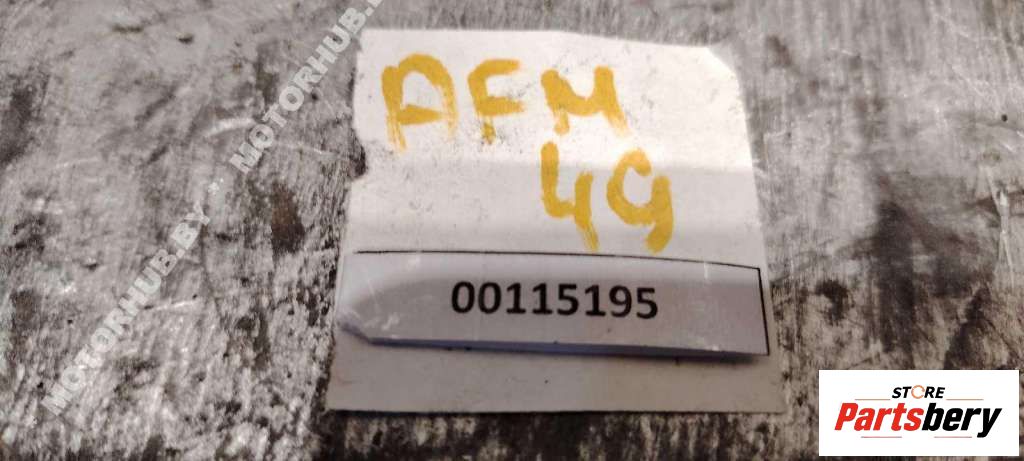 AFM
49
00115195
MOTORHUB.BY * MOTORHUB.BY
STORE
Partsbery